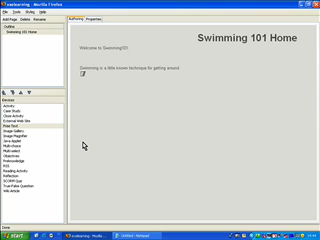 exelearning - Mozilla Firefox
File Tools Styles Help
Add Page Delete Rename
Outline
Swimming 101 Home
Authoring Properties
Swimming 101 Home
Welcome to Swimming101
Swimming is a little known technique for getting around
Devices
Activity
Case Study
Cloze Activity
External Web Site
Free Text
Image Gallery
Image Magnifier
Java Applet
Multi-choice
Multi-select
Objectives
Preknowledge
RSS
Reading Activity
Reflection
SCORM Quiz
True-False Question
Wiki Article
Done
start
exelearning - Mozilla F...
Untitled - Notepad